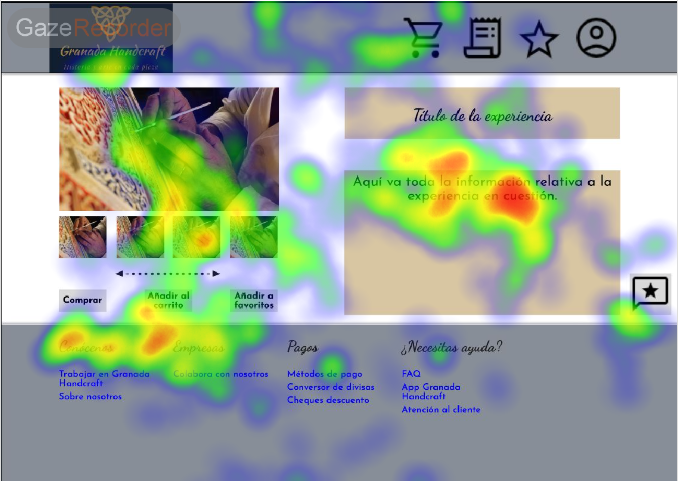 GazeRecorder
Granada Handcraft
Título de la experiencia
Aquí va toda la información relativa a la
experiencia en cuestión.
Comprar
Añadir al
carrito
Añadir a
favoritos
Conócenos
Empresas
Pagos
¿Necesitas ayuda?
Trabajar en Granada
Handcraft
Sobre nosotros
Colabora con nosotros
Métodos de pago
Conversor de divisas
Cheques descuento
FAQ
App Granada
Handcraft
Atención al cliente